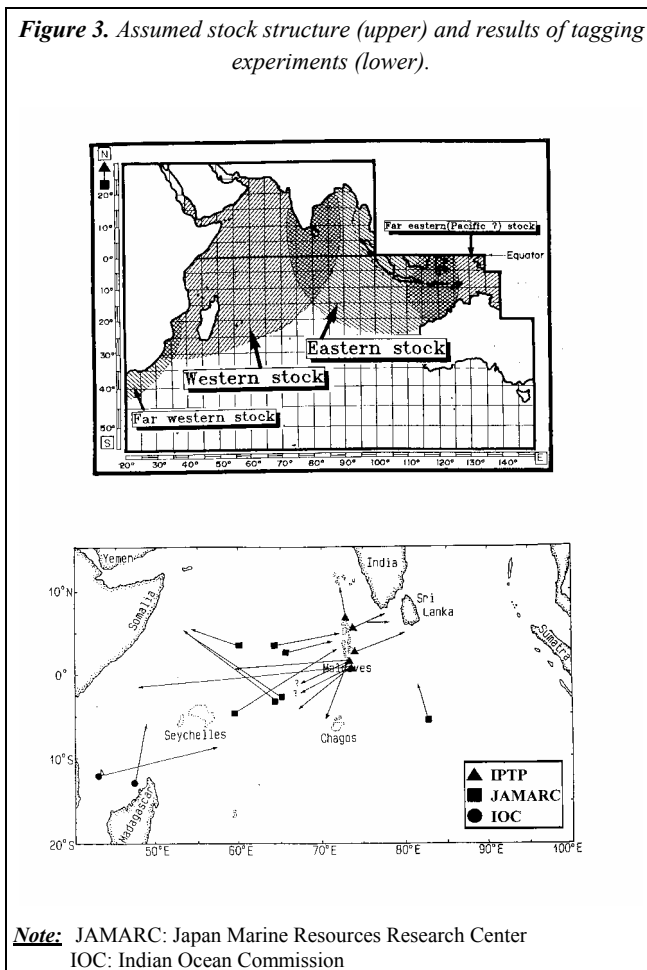 Figure 3. Assumed stock structure (upper) and results of tagging
experiments (lower).
N
20°
10°
0°
10°
20°
30°
40°
50°
S
Far eastern(Pacific ?) stock
Equator
Eastern stock
Western stock
Far western stock
20° 30° 40° 50° 60° 70° 80° 90° 100° 110° 120° 130° 140° E
Yemen
India
10°N
Somalia
Sri
Lanka
Sumatra
0°
Maldives
?
?
Seychelles
Chagos
10°S
Madagascar
IPTP
JAMARC
IOC
20°S
50°E 60°E 70°E 80°E 90°E 100°E
Note: JAMARC: Japan Marine Resources Research Center
IOC: Indian Ocean Commission